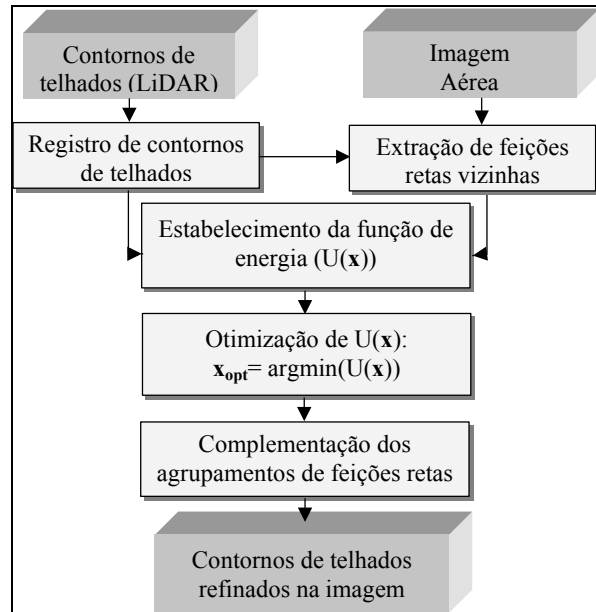 Contornos de
telhados (LiDAR)
Imagem
Aérea
Registro de contornos
de telhados
Extração de feições
retas vizinhas
Estabelecimento da função de
energia (U(x))
Otimização de U(x):
x_opt= argmin(U(x))
Complementação dos
agrupamentos de feições retas
Contornos de telhados
refinados na imagem